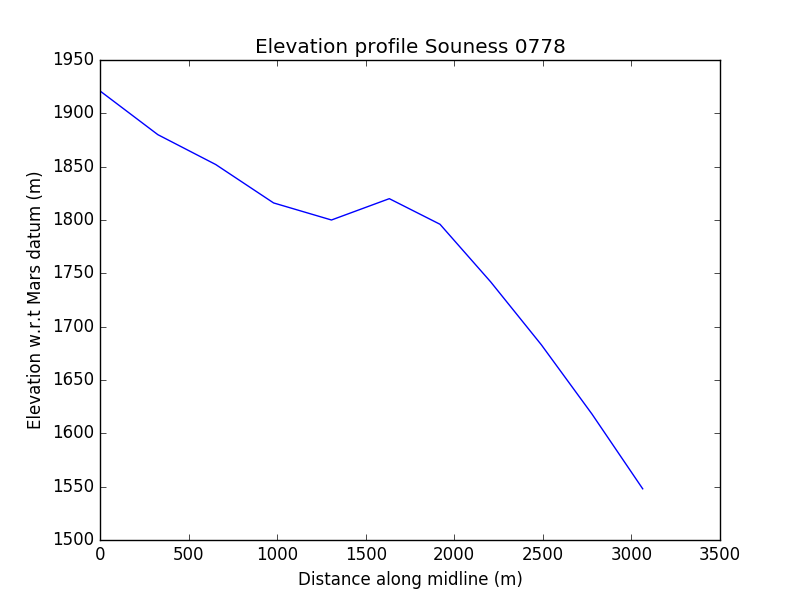 Elevation profile Souness 0778
1950
1900
1850
1800
1750
1700
1650
1600
1550
1500
Elevation w.r.t Mars datum (m)
0 500 1000 1500 2000 2500 3000 3500
Distance along midline (m)